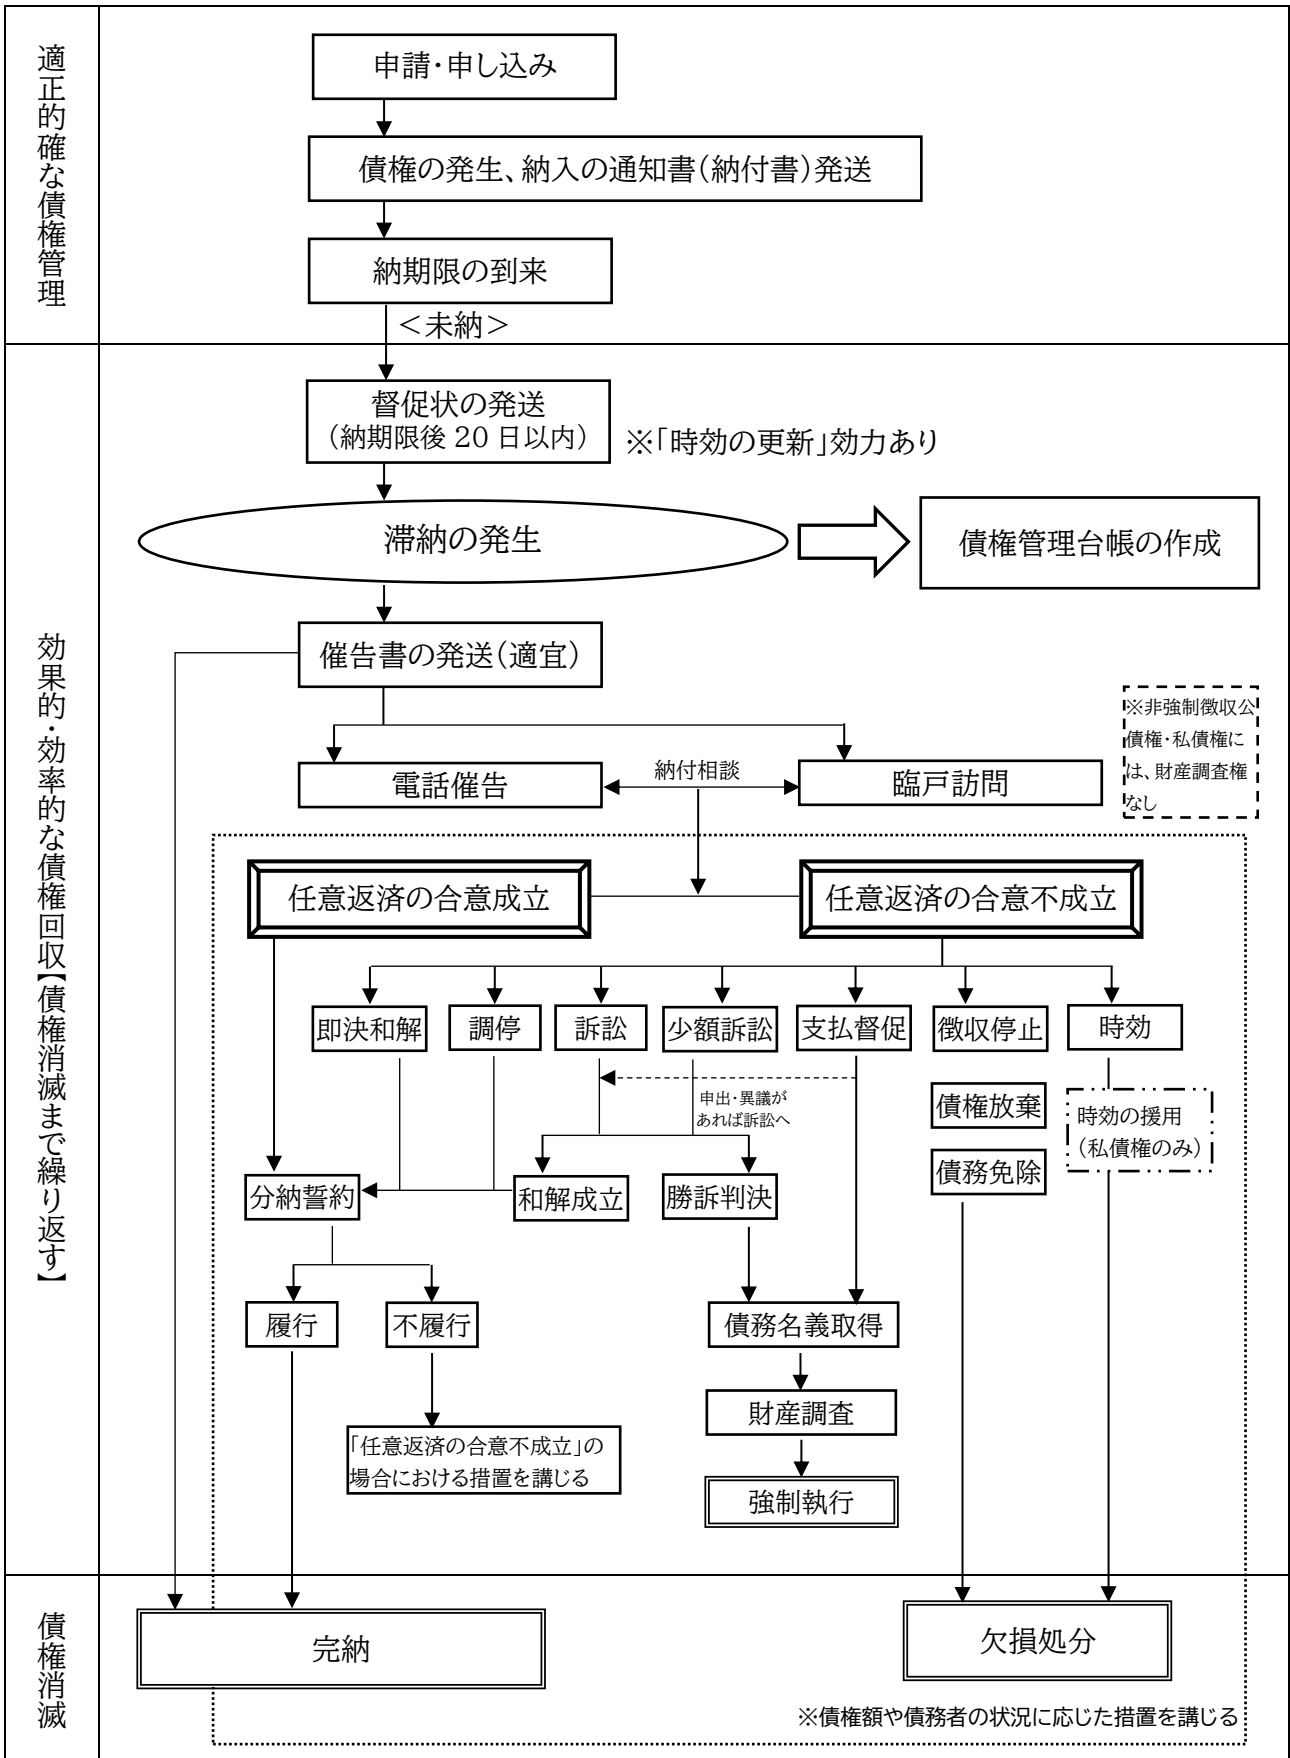 適正的確な債権管理
申請・申し込み
債権の発生、納入の通知書（納付書）発送
納期限の到来
＜未納＞
効果的・効率的な債権回収【債権消滅まで繰り返す】
督促状の発送
（納期限後 20 日以内）
※「時効の更新」効力あり
滞納の発生
債権管理台帳の作成
催告書の発送（適宜）
※非強制徴収公
債権・私債権に
は、財産調査権
なし
電話催告
納付相談
臨戸訪問
任意返済の合意成立
任意返済の合意不成立
即決和解
調停
訴訟
少額訴訟
支払督促
徴収停止
時効
申出・異議が
あれば訴訟へ
債権放棄
時効の援用
（私債権のみ）
債務免除
分納誓約
和解成立
勝訴判決
履行
不履行
債務名義取得
財産調査
「任意返済の合意不成立」の
場合における措置を講じる
強制執行
債権消滅
完納
欠損処分
※債権額や債務者の状況に応じた措置を講じる